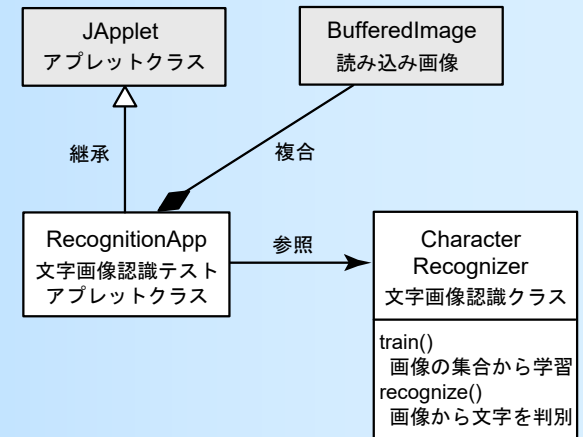 JApplet
アプレットクラス
BufferedImage
読み込み画像
継承
複合
RecognitionApp
文字画像認識テスト
アプレットクラス
参照
Character
Recognizer
文字画像認識クラス
train()
画像の集合から学習
recognize()
画像から文字を判別